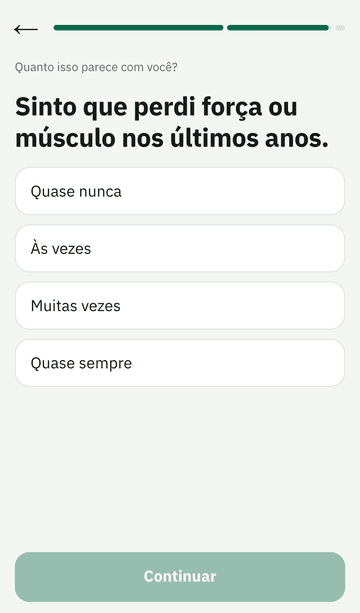 Quanto isso parece com você?
Sinto que perdi força ou
músculo nos últimos anos.
Quase nunca
Às vezes
Muitas vezes
Quase sempre
Continuar